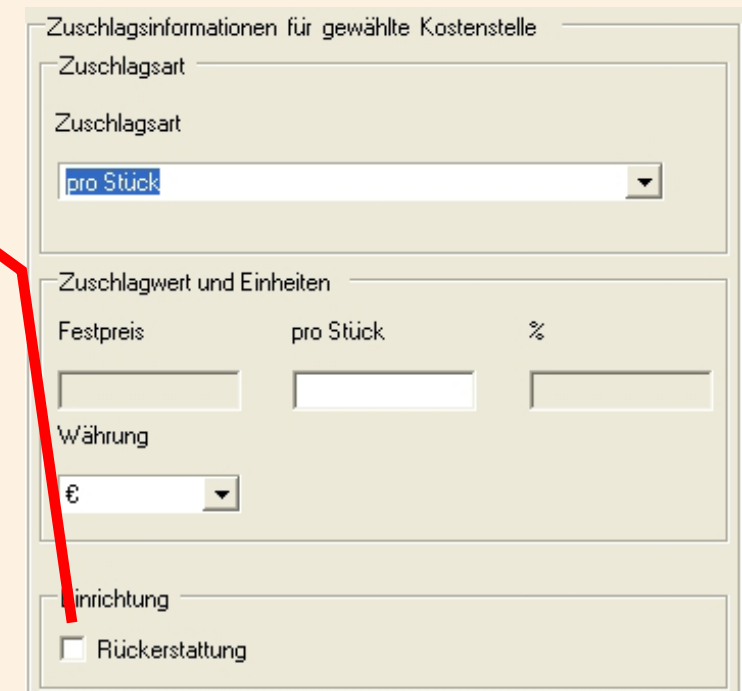 Zuschlagsinformationen für gewählte Kostenstelle
Zuschlagsart
Zuschlagsart
pro Stück
Zuschlagwert und Einheiten
Festpreis pro Stück %
Währung
€
Einrichtung
Rückerstattung